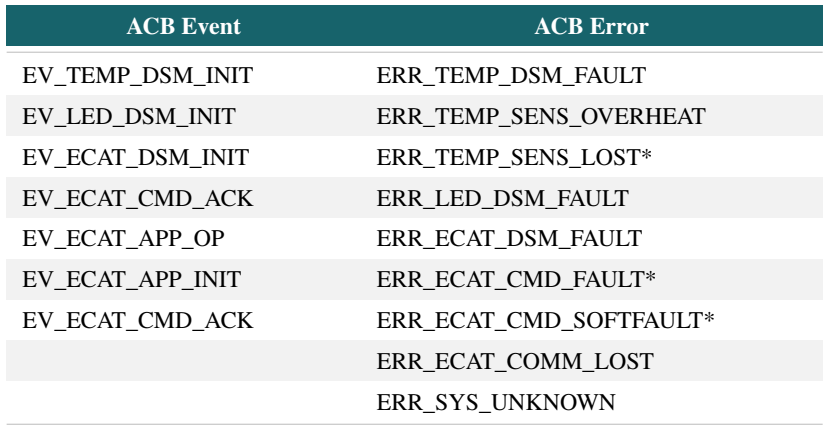 ACB Event ACB Error
EV_TEMP_DSM_INIT ERR_TEMP_DSM_FAULT
EV_LED_DSM_INIT ERR_TEMP_SENS_OVERHEAT
EV_ECAT_DSM_INIT ERR_TEMP_SENS_LOST*
EV_ECAT_CMD_ACK ERR_LED_DSM_FAULT
EV_ECAT_APP_OP ERR_ECAT_DSM_FAULT
EV_ECAT_APP_INIT ERR_ECAT_CMD_FAULT*
EV_ECAT_CMD_ACK ERR_ECAT_CMD_SOFTFAULT*
ERR_ECAT_COMM_LOST
ERR_SYS_UNKNOWN